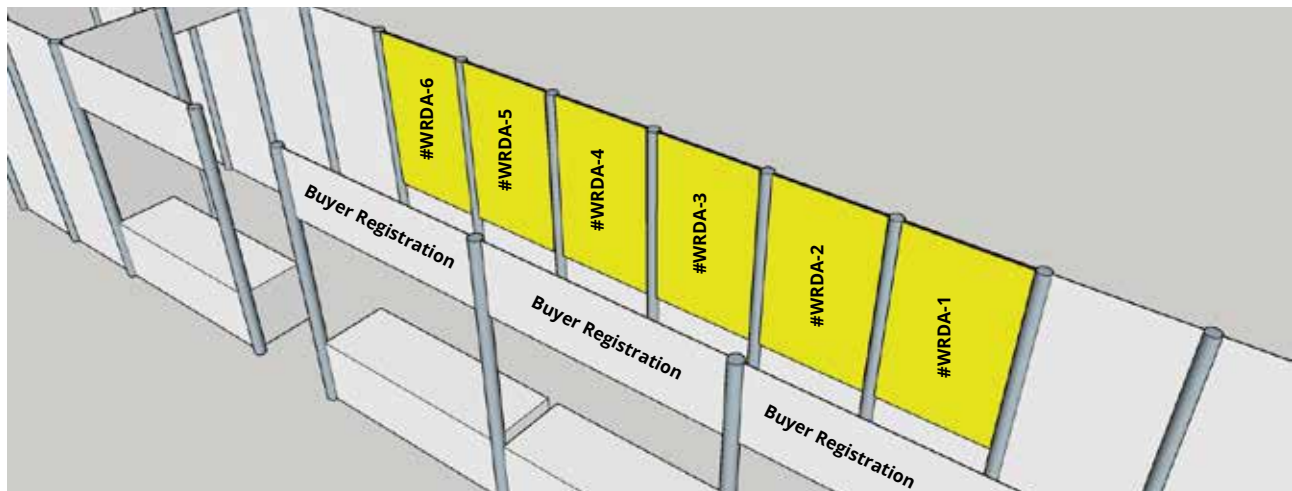 #WRDA-6
#WRDA-5
#WRDA-4
#WRDA-3
#WRDA-2
#WRDA-1
Buyer Registration
Buyer Registration
Buyer Registration